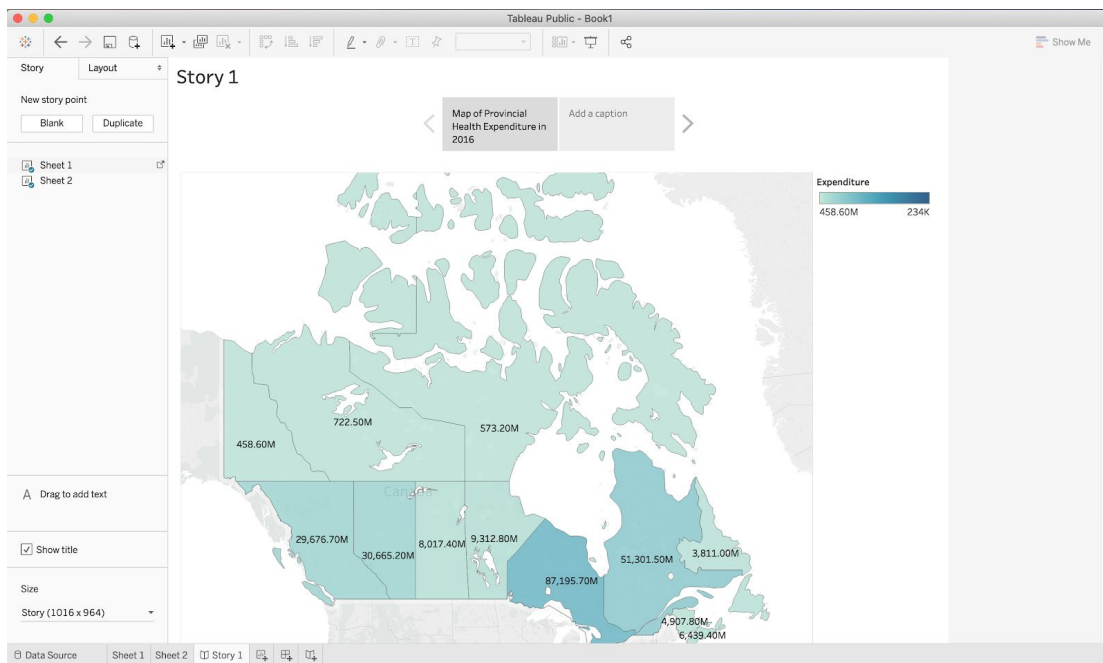 Tableau Public - Book1
Show Me
Story Layout
Story 1
New story point
Blank Duplicate
Map of Provincial
Health Expenditure in
2016
Add a caption
Sheet 1
Sheet 2
Expenditure
458.60M 234K
722.50M
573.20M
458.60M
A Drag to add text
Canada
29,676.70M
30,665.20M
8,017.40M
9,312.80M
Show title
51,301.50M
3,811.00M
87,195.70M
Size
Story (1016 x 964)
4,907.80M
6,439.40M
Data Source Sheet 1 Sheet 2 Story 1